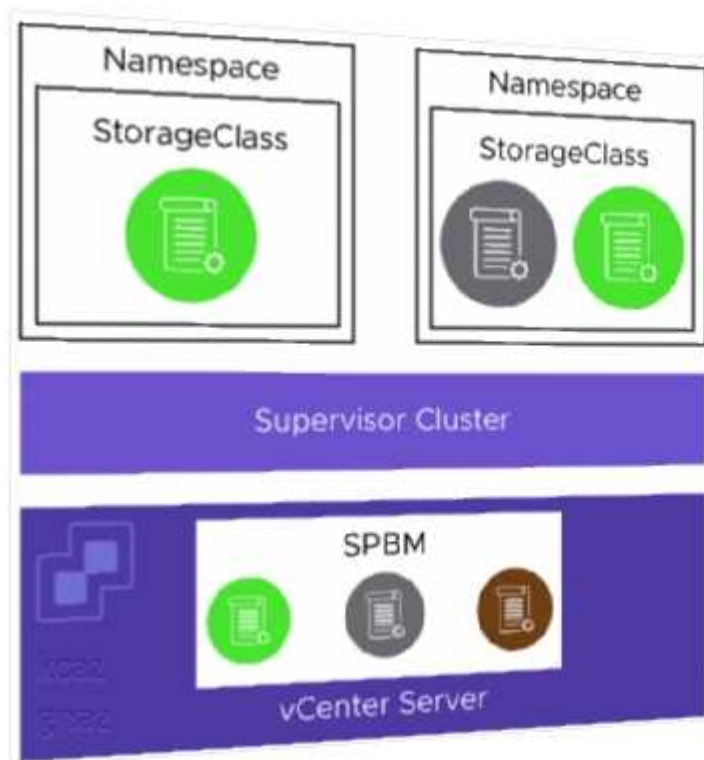 Namespace
StorageClass
Namespace
StorageClass
Supervisor Cluster
SPBM
vCenter Server